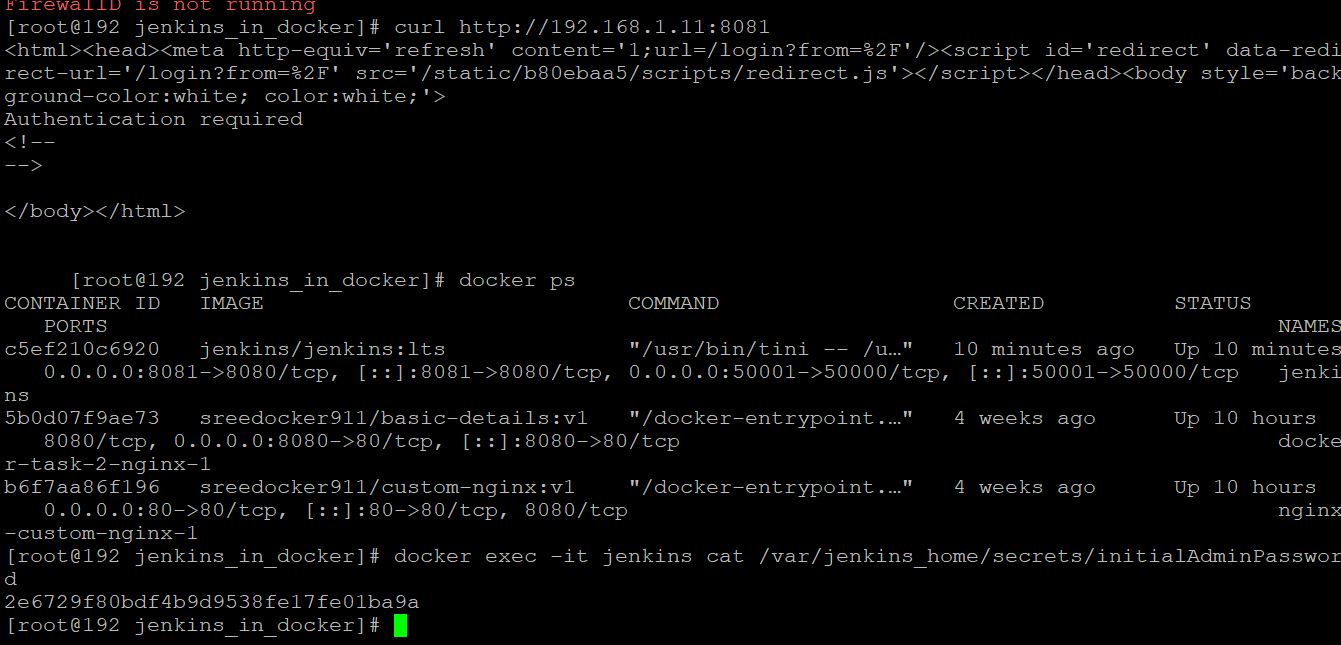 FirewallD is not running
[root@192 jenkins_in_docker]# curl http://192.168.1.11:8081
<html><head><meta http-equiv='refresh' content='1;url=/login?from=%2F'/><script id='redirect' data-redi
rect-url='/login?from=%2F' src='/static/b80ebaa5/scripts/redirect.js'></script></head><body style='back
ground-color:white; color:white;'>
Authentication required
<!--
-->
</body></html>
[root@192 jenkins_in_docker]# docker ps
CONTAINER ID   IMAGE                            COMMAND                  CREATED          STATUS
   PORTS                                                                                          NAMES
c5ef210c6920   jenkins/jenkins:lts              "/usr/bin/tini -- /u…"   10 minutes ago   Up 10 minutes
   0.0.0.0:8081->8080/tcp, [::]:8081->8080/tcp, 0.0.0.0:50001->50000/tcp, [::]:50001->50000/tcp   jenki
ns
5b0d07f9ae73   sreedocker911/basic-details:v1   "/docker-entrypoint.…"   4 weeks ago      Up 10 hours
   8080/tcp, 0.0.0.0:8080->80/tcp, [::]:8080->80/tcp                                              docke
r-task-2-nginx-1
b6f7aa86f196   sreedocker911/custom-nginx:v1    "/docker-entrypoint.…"   4 weeks ago      Up 10 hours
   0.0.0.0:80->80/tcp, [::]:80->80/tcp, 8080/tcp                                                  nginx
-custom-nginx-1
[root@192 jenkins_in_docker]# docker exec -it jenkins cat /var/jenkins_home/secrets/initialAdminPasswor
d
2e6729f80bdf4b9d9538fe17fe01ba9a
[root@192 jenkins_in_docker]#